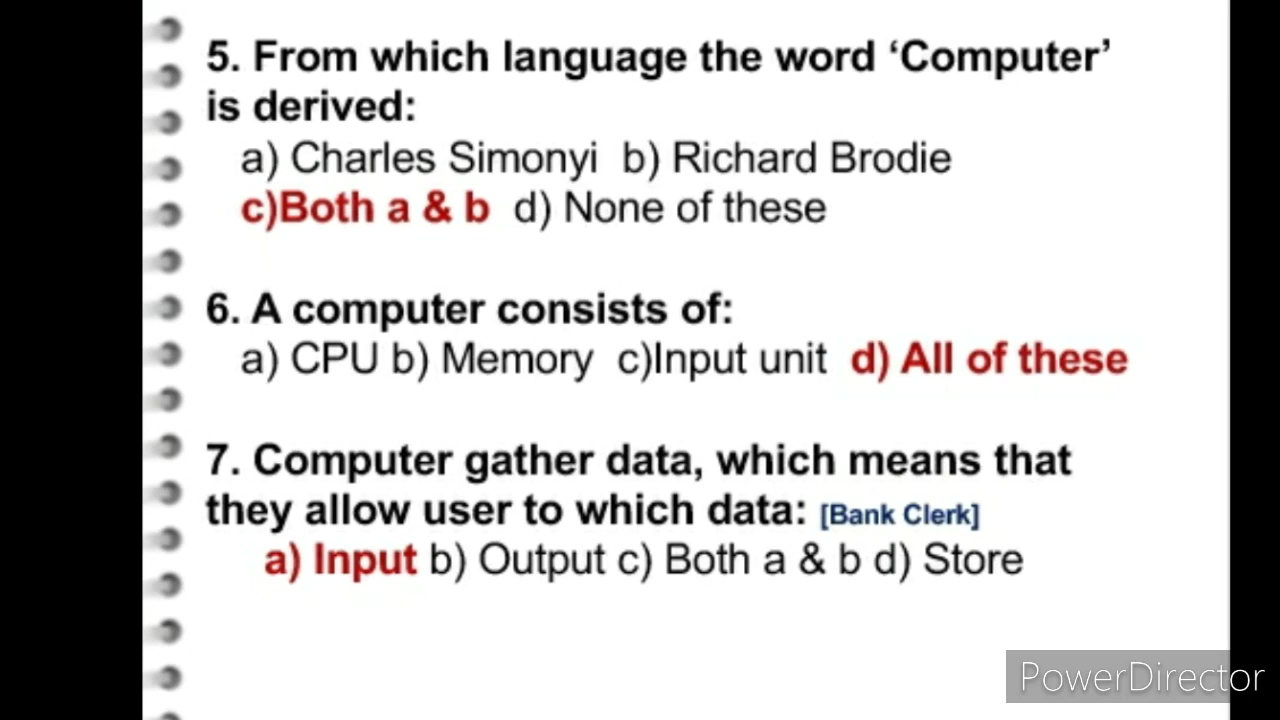 5. From which language the word ‘Computer’
is derived:
a) Charles Simonyi b) Richard Brodie
c)Both a & b d) None of these
6. A computer consists of:
a) CPU b) Memory c)Input unit d) All of these
7. Computer gather data, which means that
they allow user to which data: [Bank Clerk]
a) Input b) Output c) Both a & b d) Store
PowerDirector